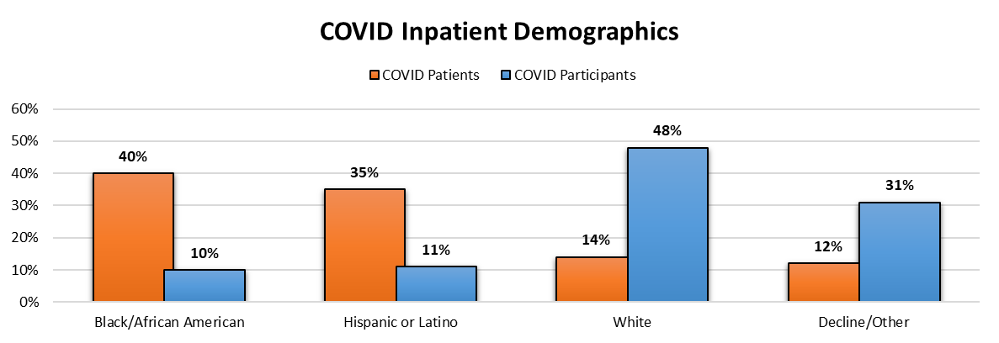 COVID Inpatient Demographics
COVID Patients COVID Participants
60%
50%
40%
30%
20%
10%
0%
40% 10% 35% 11% 14% 48% 12% 31%
Black/African American Hispanic or Latino White Decline/Other